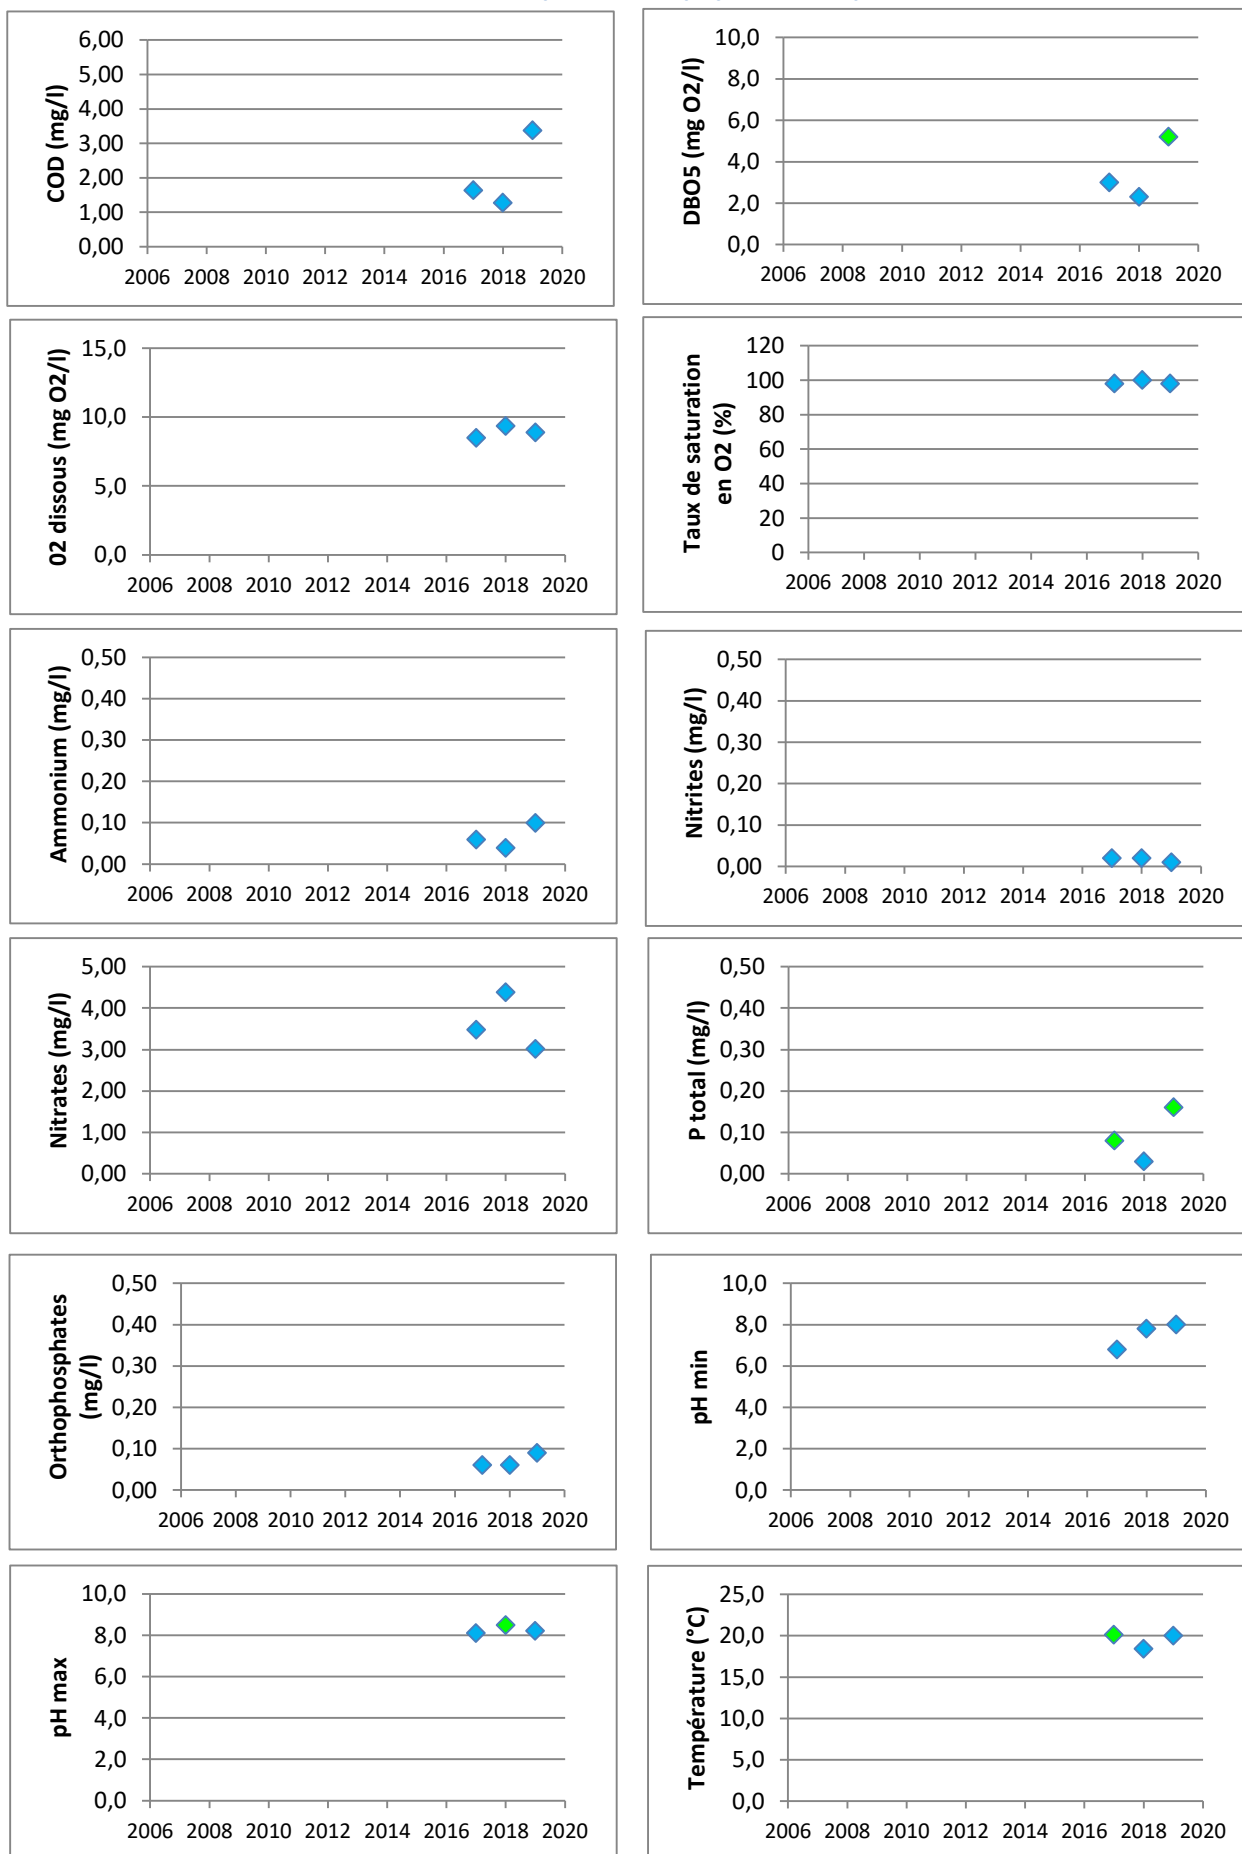 COD (mg/l)
6,00
5,00
4,00
3,00
2,00
1,00
0,00
2006 2008 2010 2012 2014 2016 2018 2020
DBO5 (mg O2/l)
10,0
8,0
6,0
4,0
2,0
0,0
2006 2008 2010 2012 2014 2016 2018 2020
02 dissous (mg O2/l)
15,0
10,0
5,0
0,0
2006 2008 2010 2012 2014 2016 2018 2020
Taux de saturation
en O2 (%)
120
100
80
60
40
20
0
2006 2008 2010 2012 2014 2016 2018 2020
Ammonium (mg/l)
0,50
0,40
0,30
0,20
0,10
0,00
2006 2008 2010 2012 2014 2016 2018 2020
Nitrites (mg/l)
0,50
0,40
0,30
0,20
0,10
0,00
2006 2008 2010 2012 2014 2016 2018 2020
Nitrates (mg/l)
5,00
4,00
3,00
2,00
1,00
0,00
2006 2008 2010 2012 2014 2016 2018 2020
P total (mg/l)
0,50
0,40
0,30
0,20
0,10
0,00
2006 2008 2010 2012 2014 2016 2018 2020
Orthophosphates
(mg/l)
0,50
0,40
0,30
0,20
0,10
0,00
2006 2008 2010 2012 2014 2016 2018 2020
pH min
10,0
8,0
6,0
4,0
2,0
0,0
2006 2008 2010 2012 2014 2016 2018 2020
pH max
10,0
8,0
6,0
4,0
2,0
0,0
2006 2008 2010 2012 2014 2016 2018 2020
Température (°C)
25,0
20,0
15,0
10,0
5,0
0,0
2006 2008 2010 2012 2014 2016 2018 2020